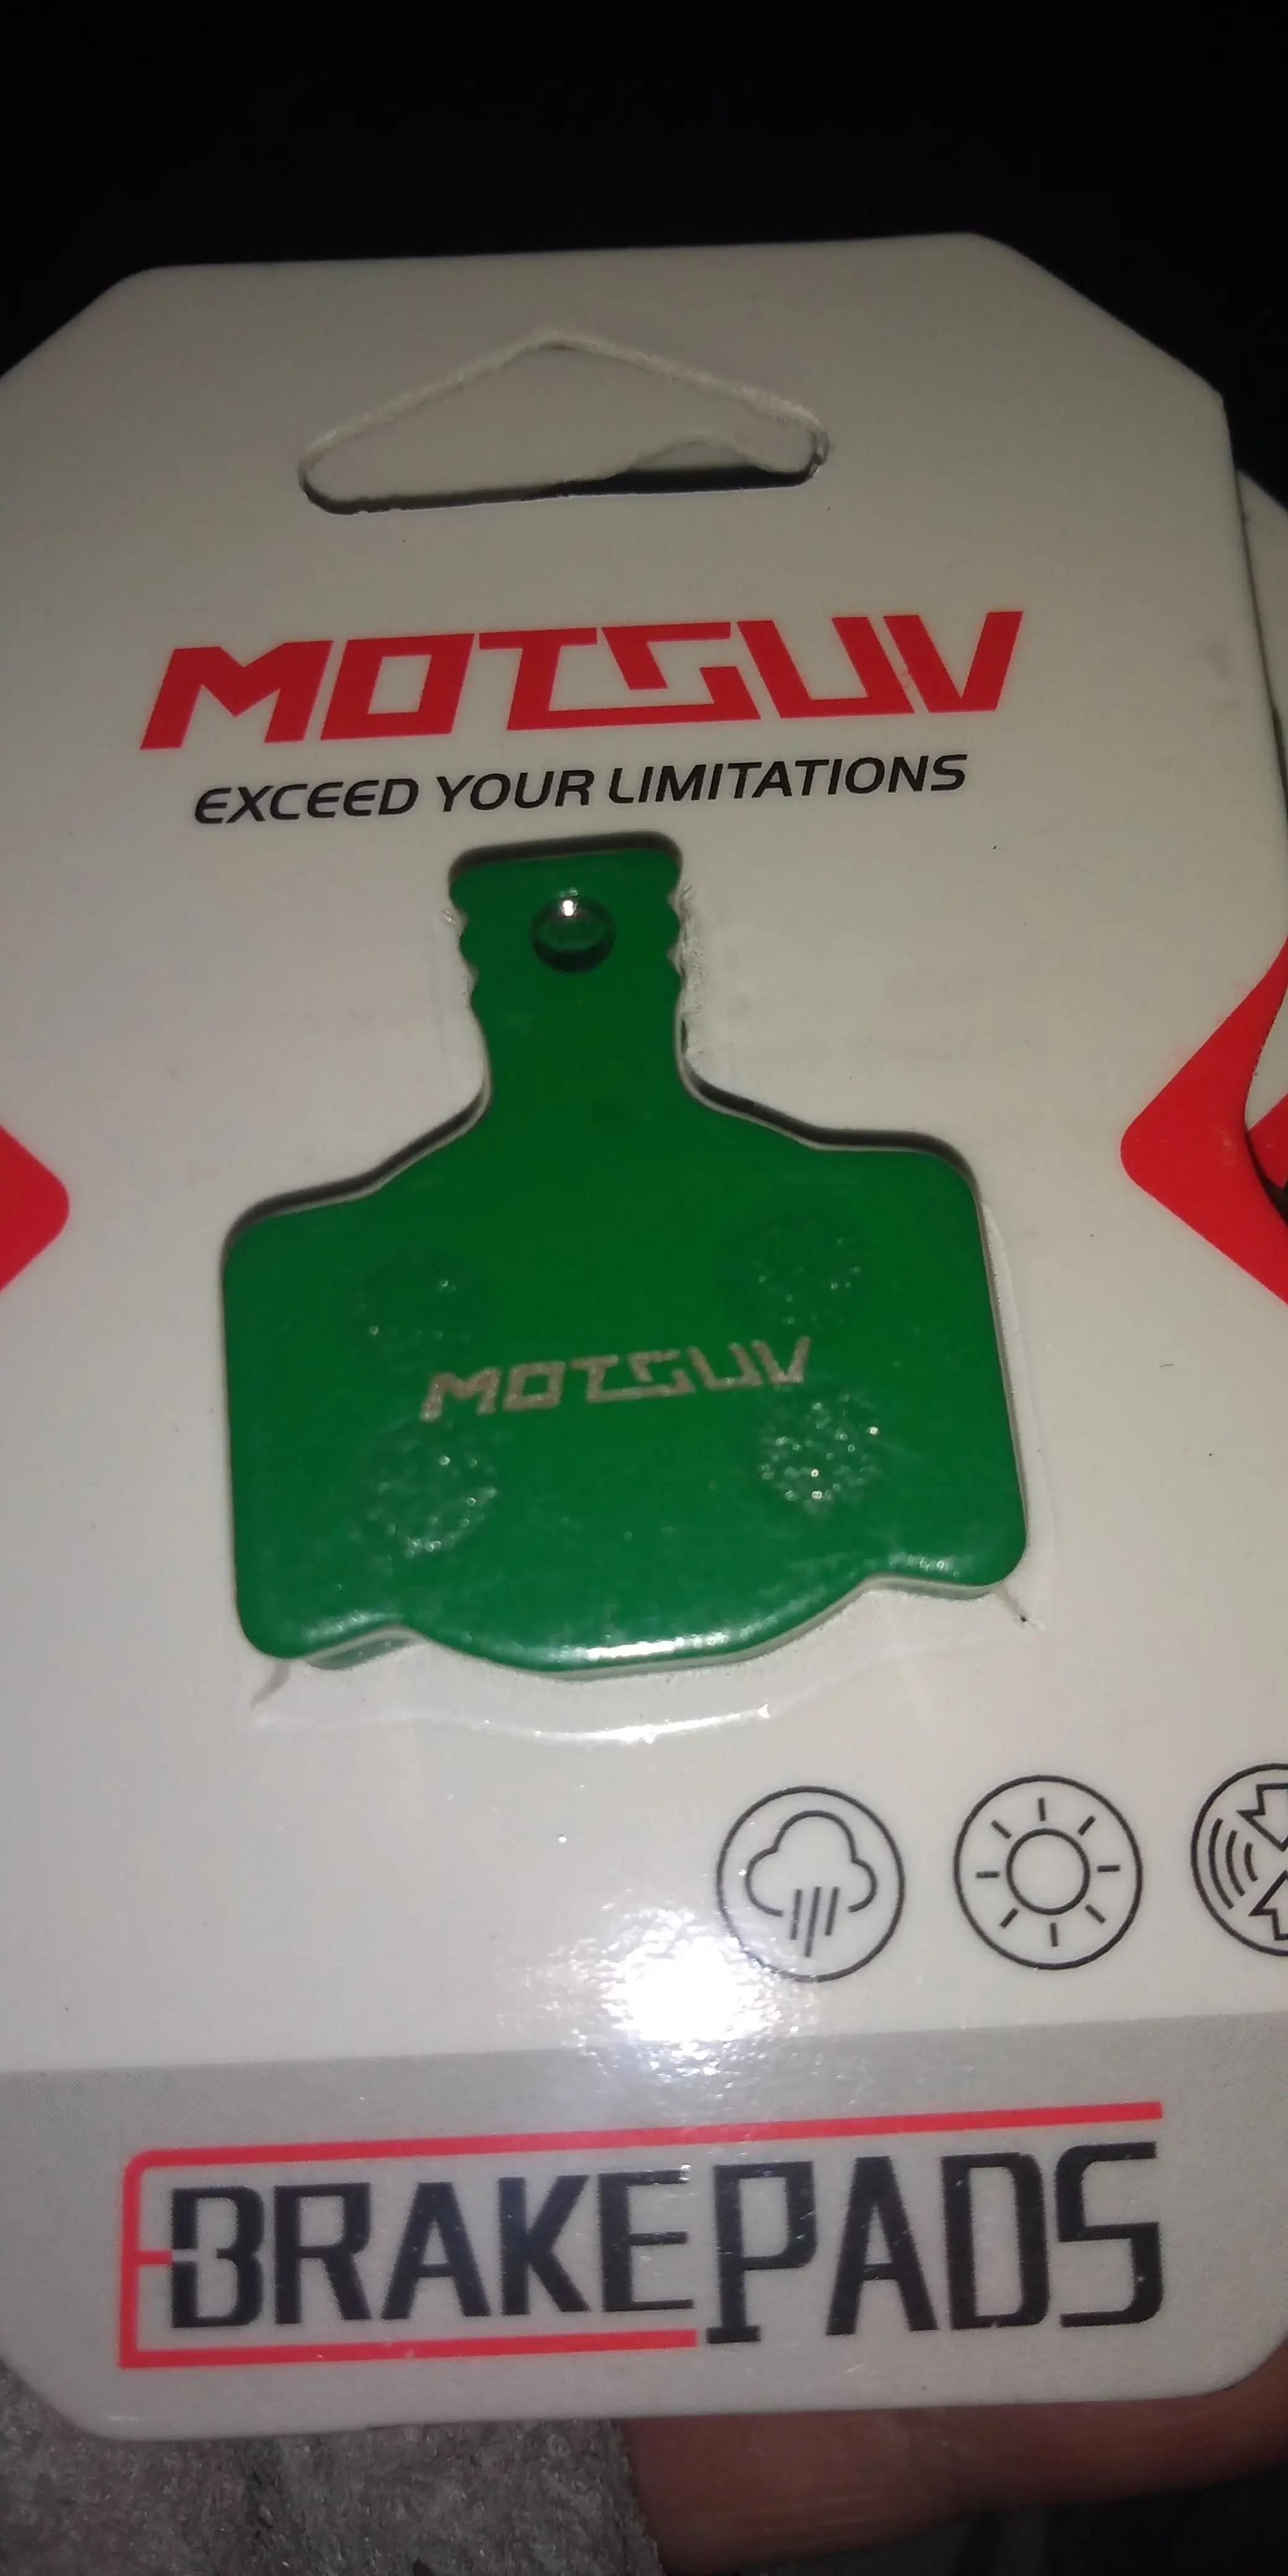 MOTSUV
EXCEED YOUR LIMITATIONS
MOTSUV
BRAKEPADS